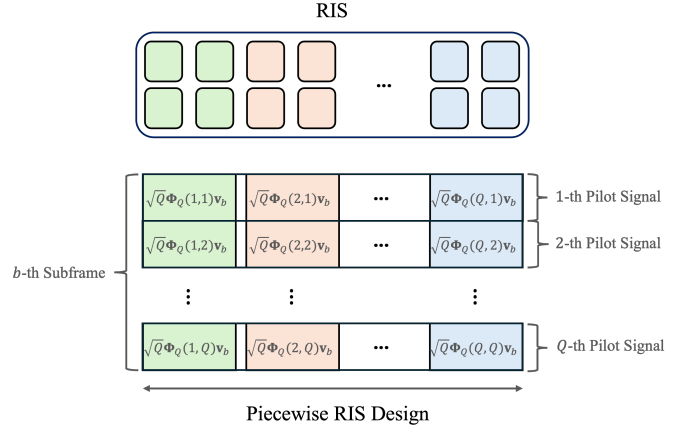 RIS
...
√Q𝚽_Q(1,1)𝐯_b √Q𝚽_Q(2,1)𝐯_b ... √Q𝚽_Q(Q, 1)𝐯_b 1-th Pilot Signal
√Q𝚽_Q(1,2)𝐯_b √Q𝚽_Q(2,2)𝐯_b ... √Q𝚽_Q(Q, 2)𝐯_b 2-th Pilot Signal
b-th Subframe
⋮ ⋮ ⋮
√Q𝚽_Q(1, Q)𝐯_b √Q𝚽_Q(2, Q)𝐯_b ... √Q𝚽_Q(Q, Q)𝐯_b Q-th Pilot Signal
Piecewise RIS Design